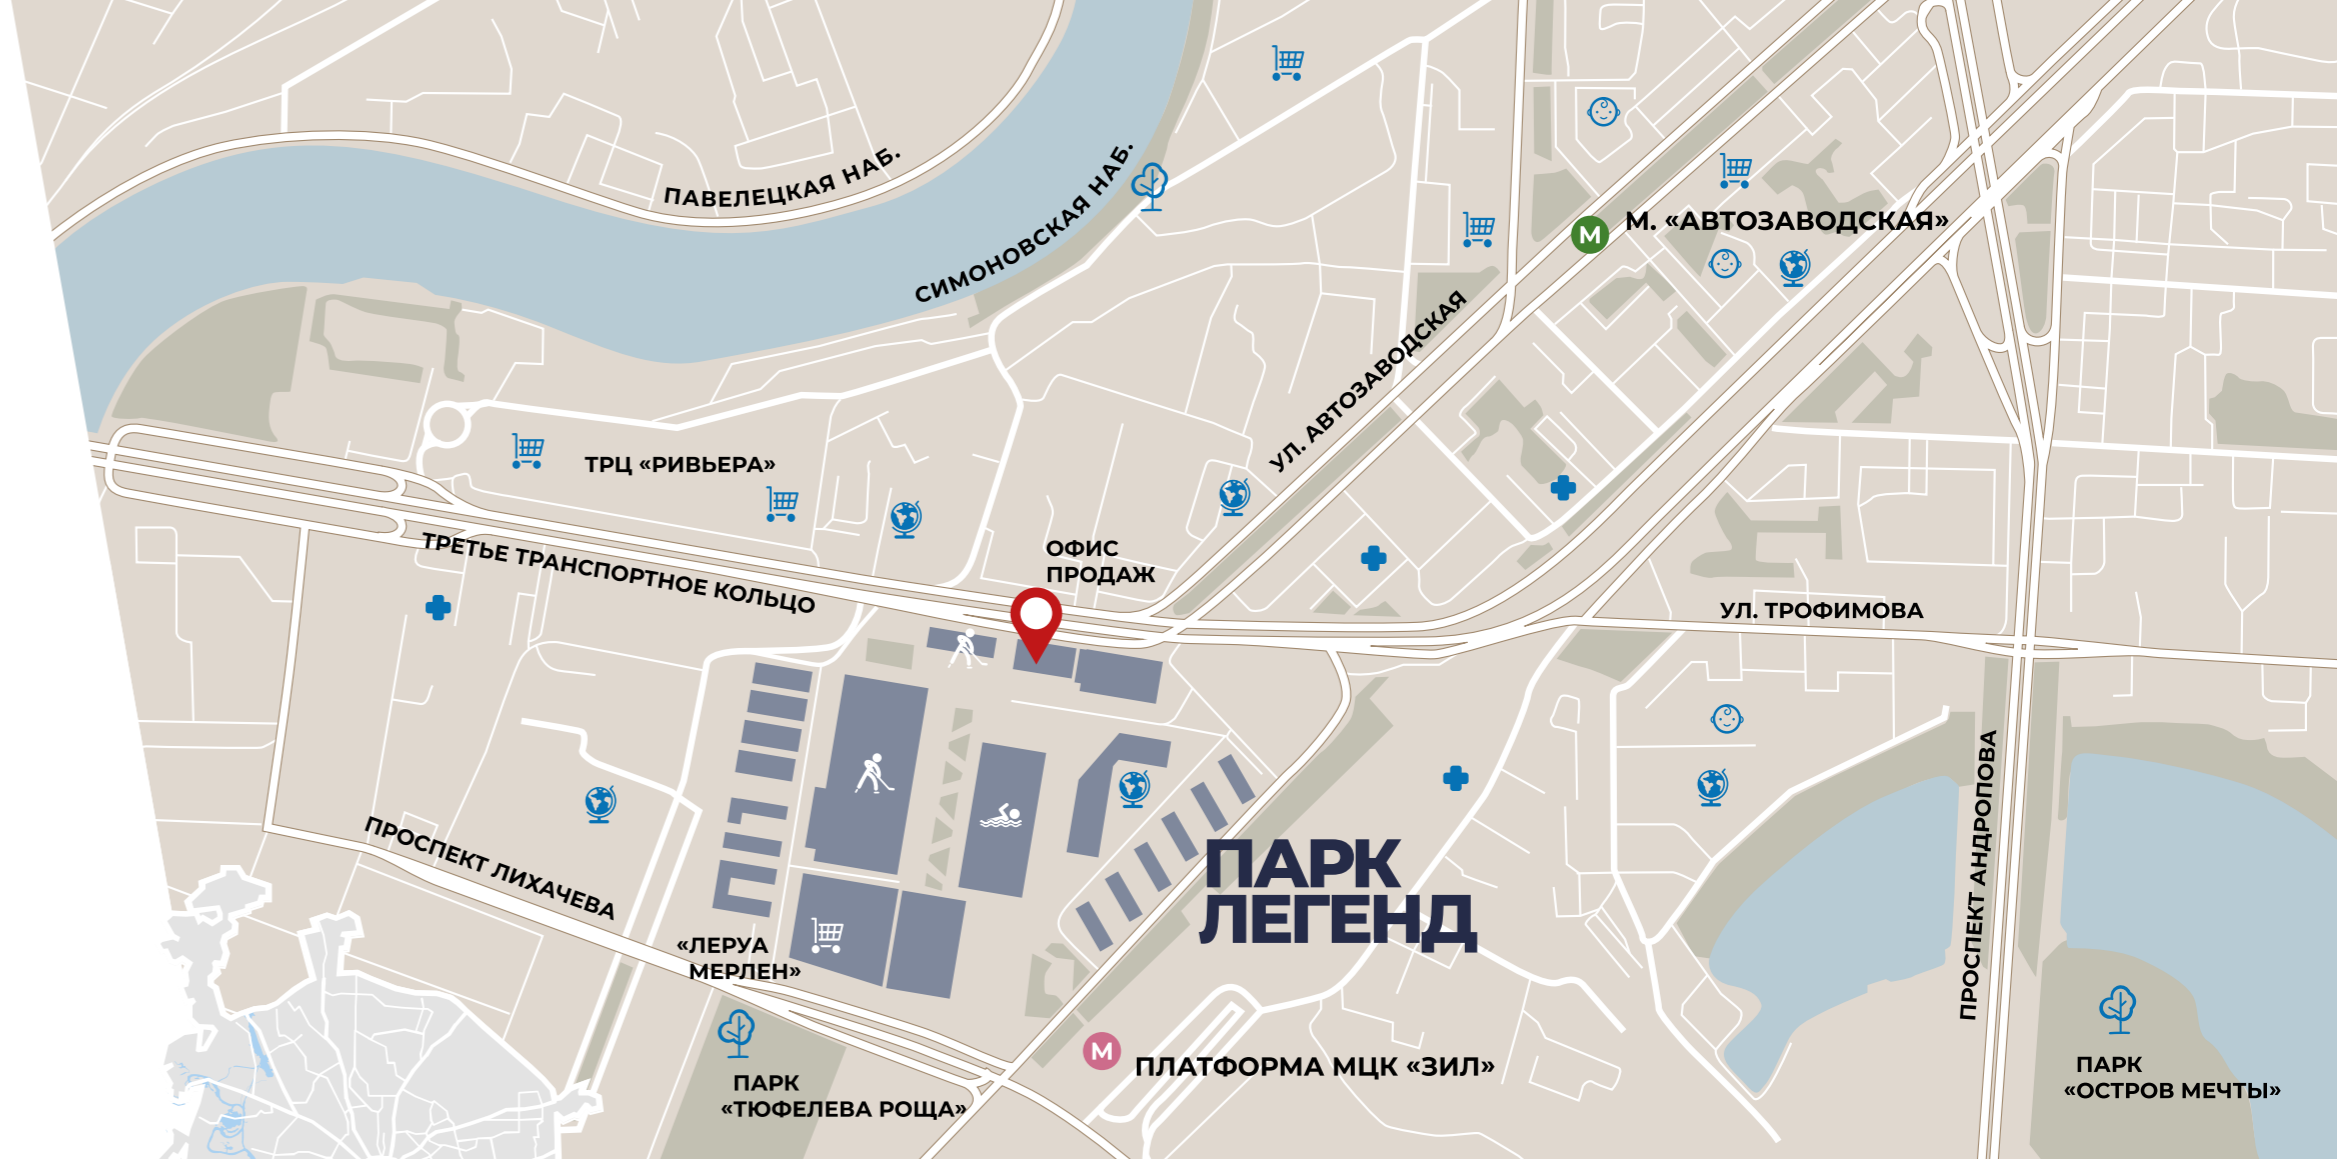 ПАВЕЛЕЦКАЯ НАБ.
СИМОНОВСКАЯ НАБ.
М
М. «АВТОЗАВОДСКАЯ»
УЛ. АВТОЗАВОДСКАЯ
ТРЦ «РИВЬЕРА»
ТРЕТЬЕ ТРАНСПОРТНОЕ КОЛЬЦО
ОФИС
ПРОДАЖ
УЛ. ТРОФИМОВА
ПРОСПЕКТ АНДРОПОВА
ПРОСПЕКТ ЛИХАЧЕВА
ПАРК
ЛЕГЕНД
«ЛЕРУА
МЕРЛЕН»
М
ПЛАТФОРМА МЦК «ЗИЛ»
ПАРК
«ТЮФЕЛЕВА РОЩА»
ПАРК
«ОСТРОВ МЕЧТЫ»